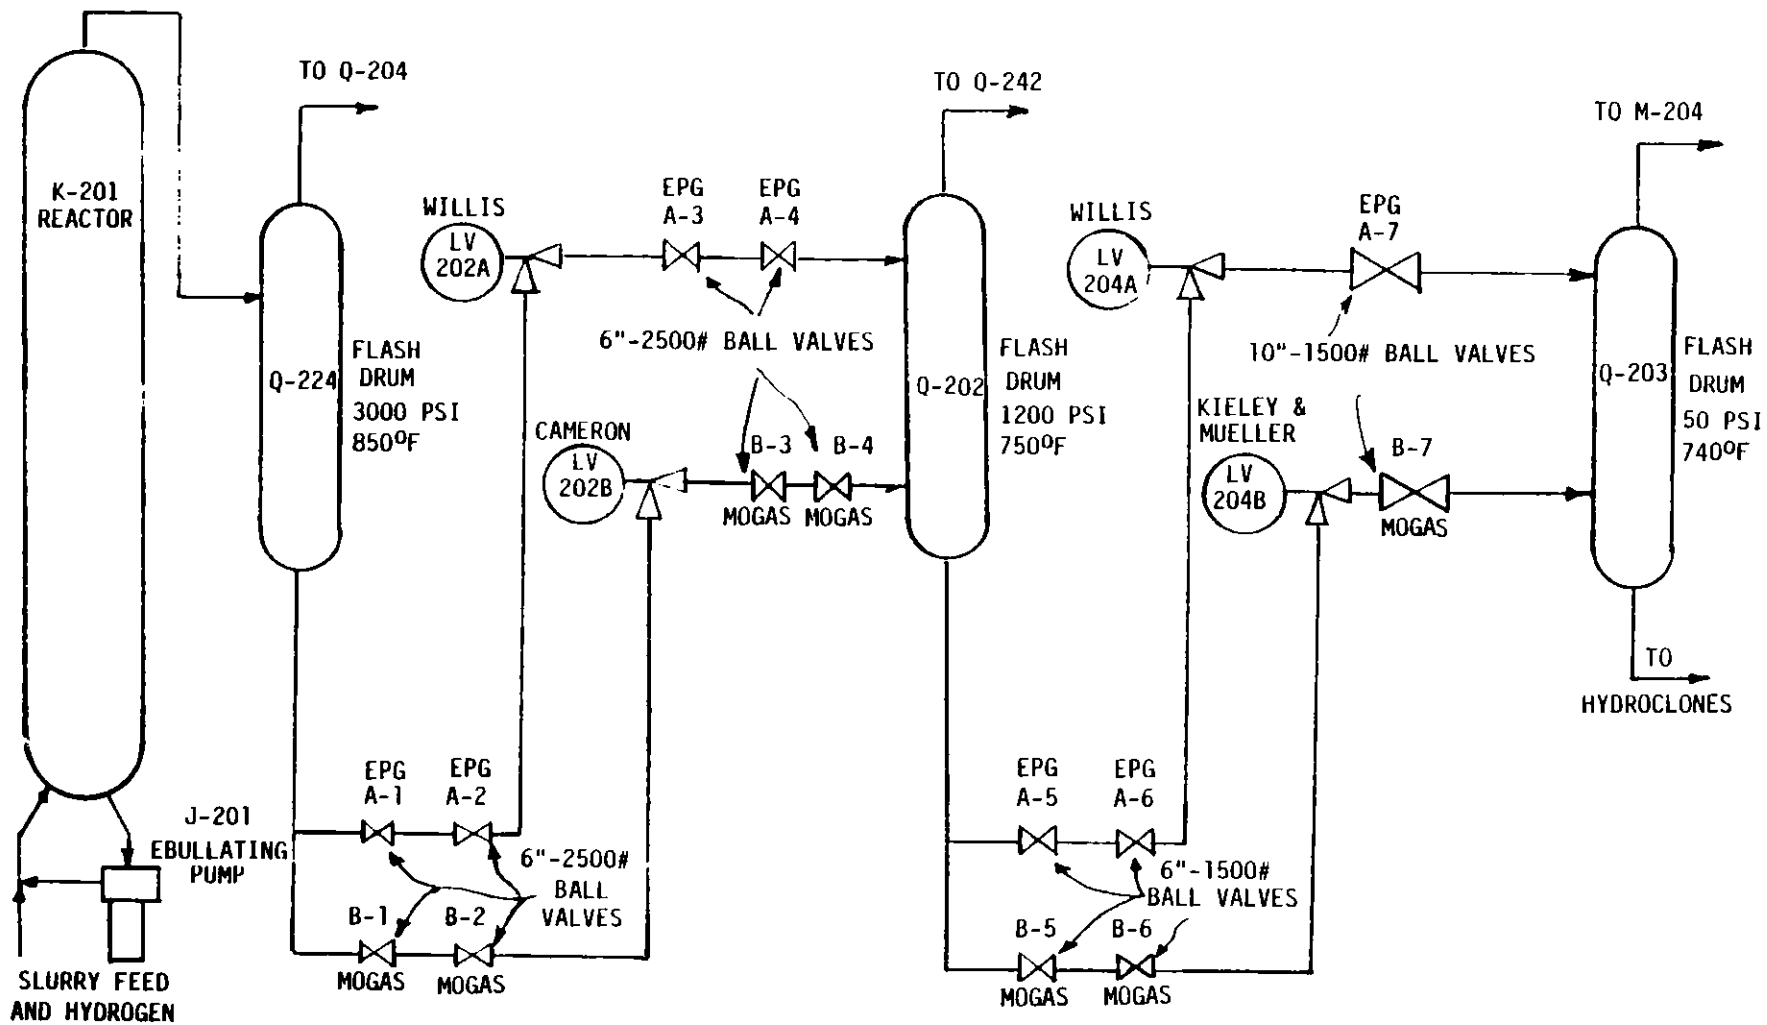 TO Q-204
TO Q-242
TO M-204
K-201
REACTOR
WILLIS
LV
202A
EPG
A-3
EPG
A-4
WILLIS
LV
204A
EPG
A-7
6"-2500# BALL VALVES
10"-1500# BALL VALVES
Q-224
FLASH
DRUM
3000 PSI
850°F
Q-202
FLASH
DRUM
1200 PSI
750°F
Q-203
FLASH
DRUM
50 PSI
740°F
CAMERON
LV
202B
B-3
B-4
MOGAS
MOGAS
KIELEY &
MUELLER
LV
204B
B-7
MOGAS
TO
HYDROCLONES
J-201
EBULLATING
PUMP
EPG
A-1
EPG
A-2
6"-2500#
BALL
VALVES
B-1
B-2
MOGAS
MOGAS
EPG
A-5
EPG
A-6
6"-1500#
BALL VALVES
B-5
B-6
MOGAS
MOGAS
SLURRY FEED
AND HYDROGEN